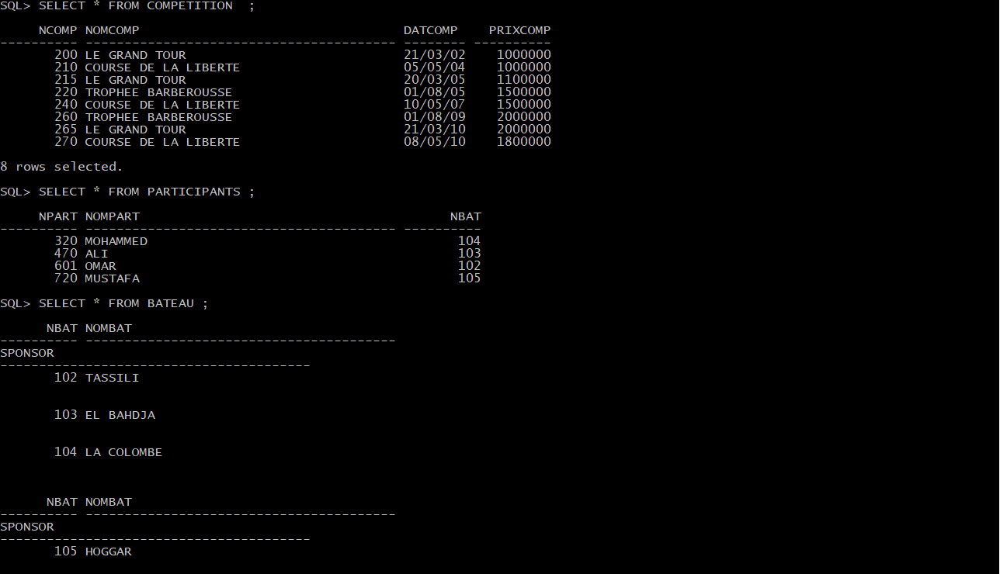 SQL> SELECT * FROM COMPETITION  ;
     NCOMP NOMCOMP                                  DATCOMP    PRIXCOMP
---------- ---------------------------------------- -------- ----------
       200 LE GRAND TOUR                            21/03/02    1000000
       210 COURSE DE LA LIBERTE                     05/05/04    1000000
       215 LE GRAND TOUR                            20/03/05    1100000
       220 TROPHEE BARBEROUSSE                      01/08/05    1500000
       240 COURSE DE LA LIBERTE                     10/05/07    1500000
       260 TROPHEE BARBEROUSSE                      01/08/09    2000000
       265 LE GRAND TOUR                            21/03/10    2000000
       270 COURSE DE LA LIBERTE                     08/05/10    1800000
8 rows selected.
SQL> SELECT * FROM PARTICIPANTS ;
     NPART NOMPART                                        NBAT
---------- ---------------------------------------- ----------
       320 MOHAMMED                                        104
       470 ALI                                             103
       601 OMAR                                            102
       720 MUSTAFA                                         105
SQL> SELECT * FROM BATEAU ;
      NBAT NOMBAT
---------- ----------------------------------------
SPONSOR
----------------------------------------
       102 TASSILI
       103 EL BAHDJA
       104 LA COLOMBE
      NBAT NOMBAT
---------- ----------------------------------------
SPONSOR
----------------------------------------
       105 HOGGAR